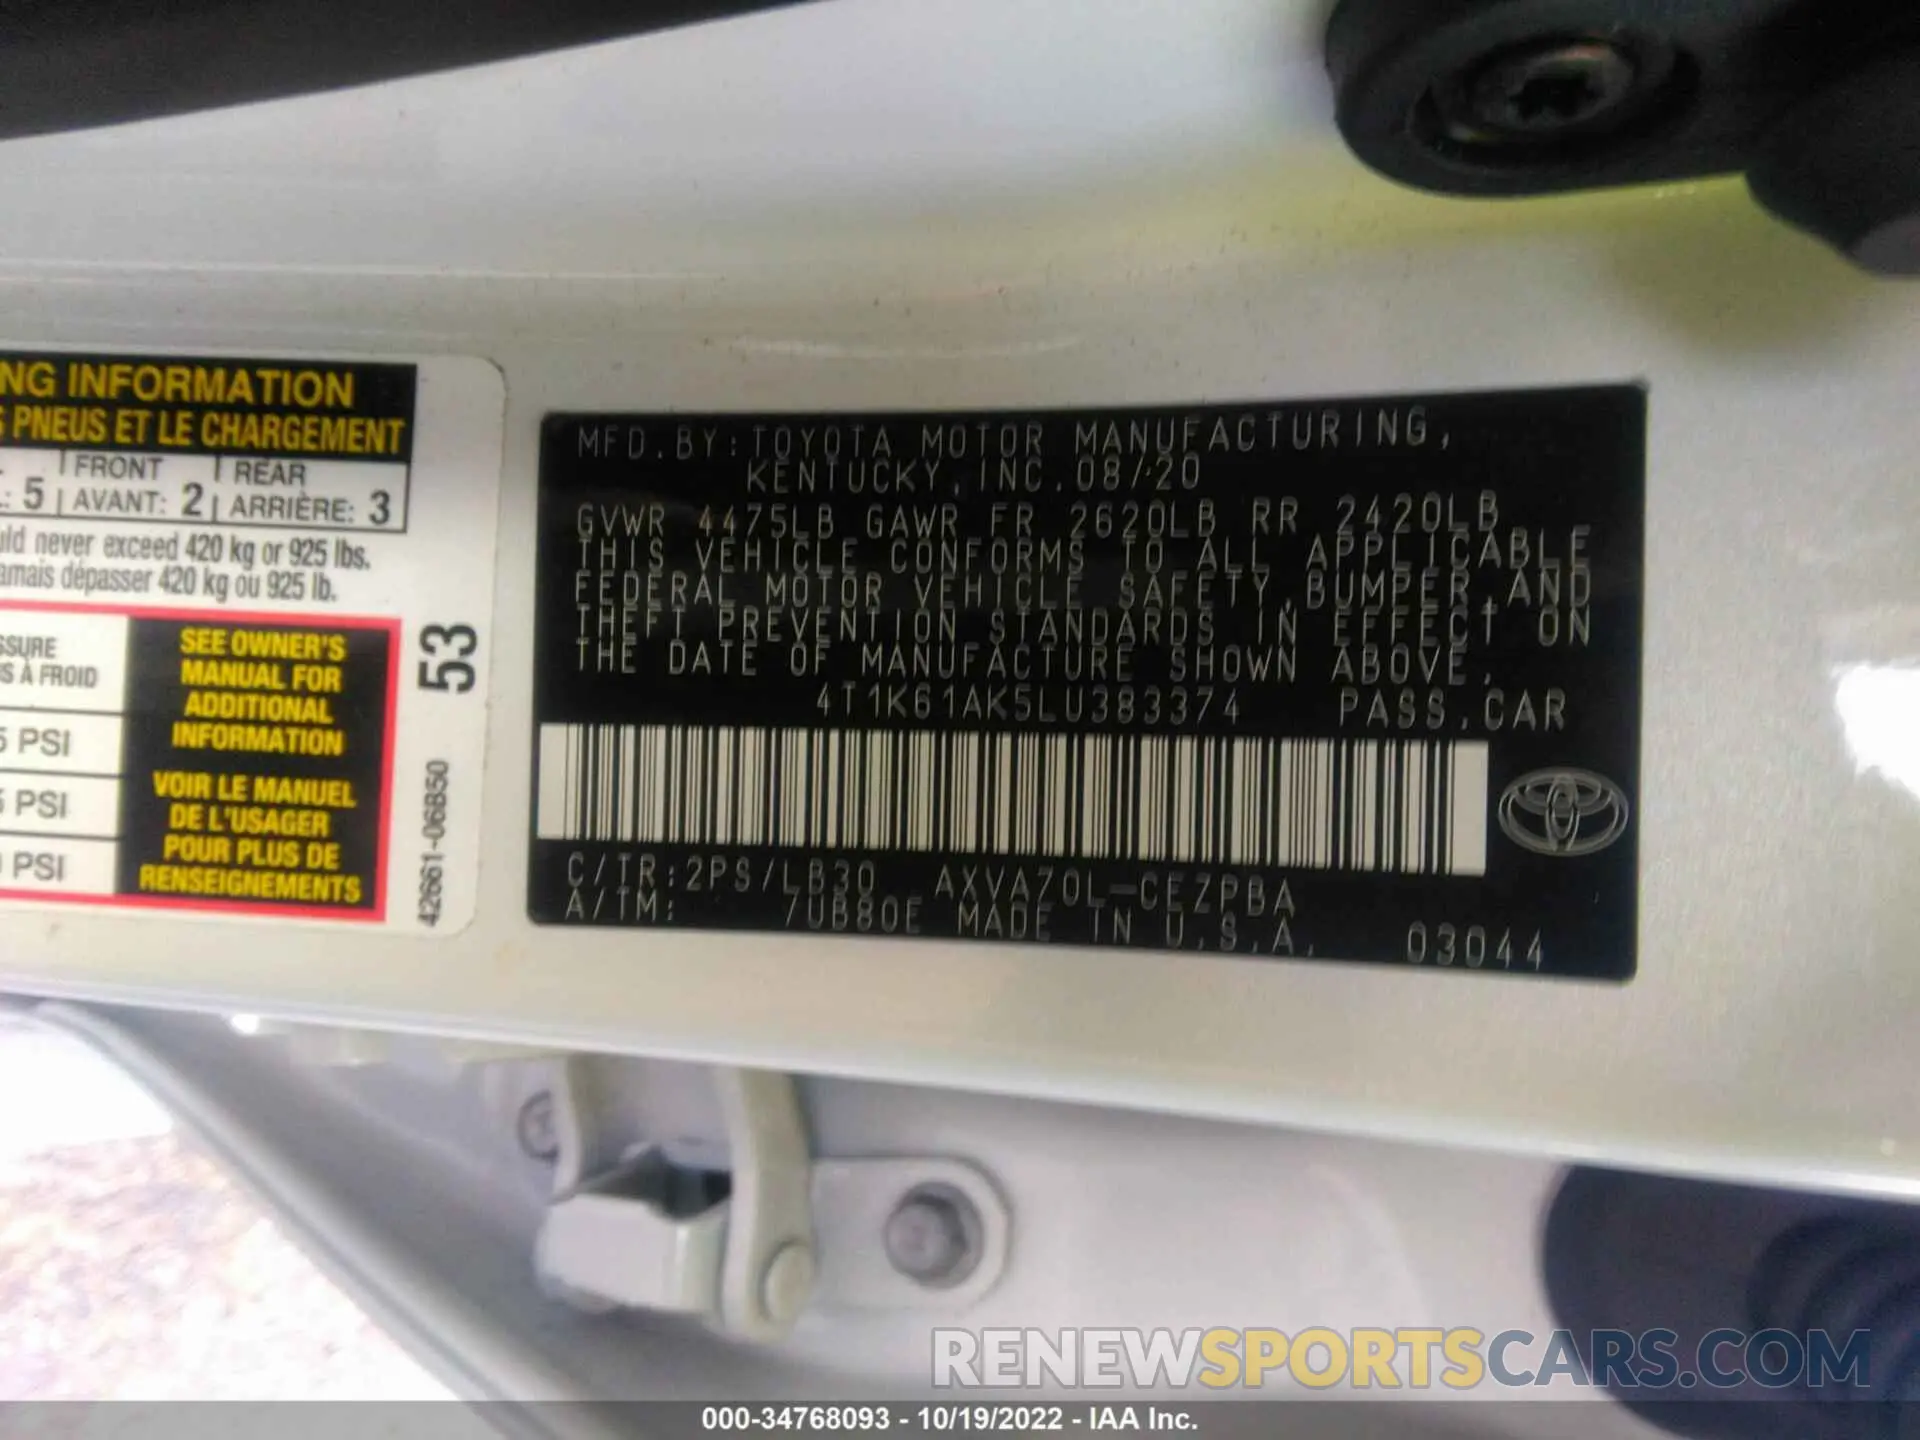 NG INFORMATION
S PNEUS ET LE CHARGEMENT
FRONT
REAR
5
AVANT: 2
ARRIÈRE: 3
uld never exceed 420 kg or 925 lbs.
amais dépasser 420 kg ou 925 lb.
SSURE
S À FROID
5 PSI
5 PSI
PSI
SEE OWNER'S
MANUAL FOR
ADDITIONAL
INFORMATION
VOIR LE MANUEL
DE L'USAGER
POUR PLUS DE
RENSEIGNEMENTS
53
42661-06B50
MFD.BY:TOYOTA MOTOR MANUFACTURING,
KENTUCKY,INC.08/20
GVWR 4475LB GAWR FR 2620LB RR 2420LB
THIS VEHICLE CONFORMS TO ALL APPLICABLE
FEDERAL MOTOR VEHICLE SAFETY,BUMPER,AND
THEFT PREVENTION STANDARDS IN EFFECT ON
THE DATE OF MANUFACTURE SHOWN ABOVE.
4T1K61AK5LU383374 PASS.CAR
C/TR:2PS/LB30 AXVA70L-CEZPBA
A/TM: 7UB80E MADE IN U.S.A. 03044
RENEWSPORTSCARS.COM
000-34768093 - 10/19/2022 - IAA Inc.